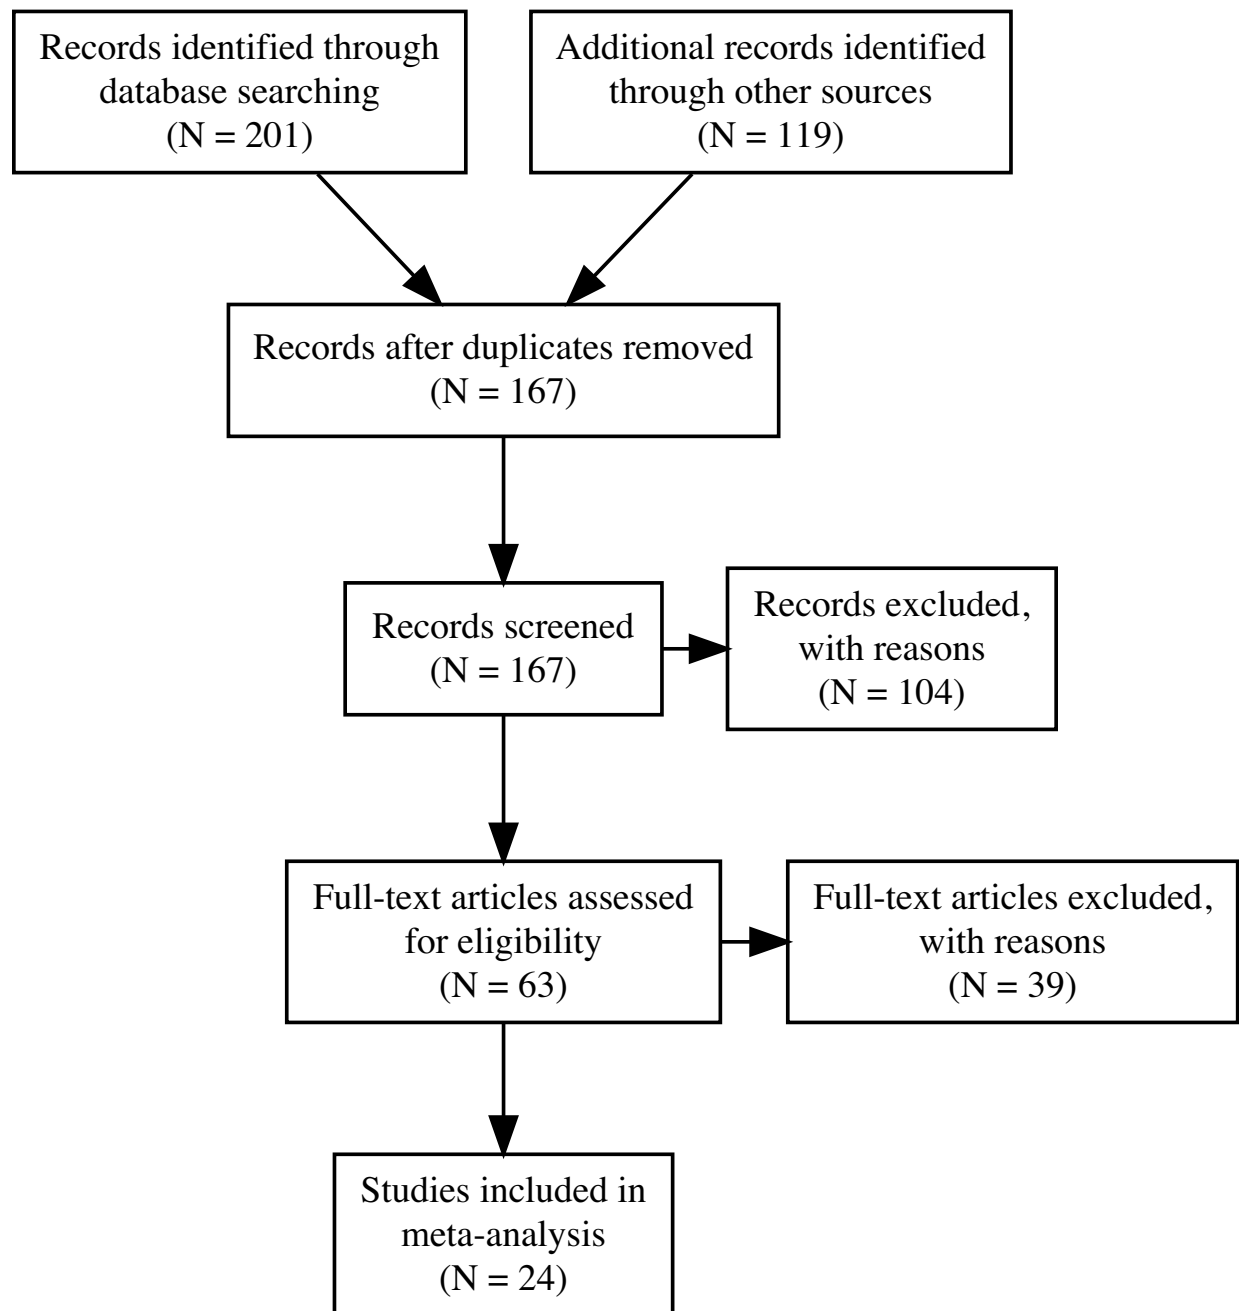 Records identified through
database searching
(N = 201)
Additional records identified
through other sources
(N = 119)
Records after duplicates removed
(N = 167)
Records screened
(N = 167)
Records excluded,
with reasons
(N = 104)
Full-text articles assessed
for eligibility
(N = 63)
Full-text articles excluded,
with reasons
(N = 39)
Studies included in
meta-analysis
(N = 24)